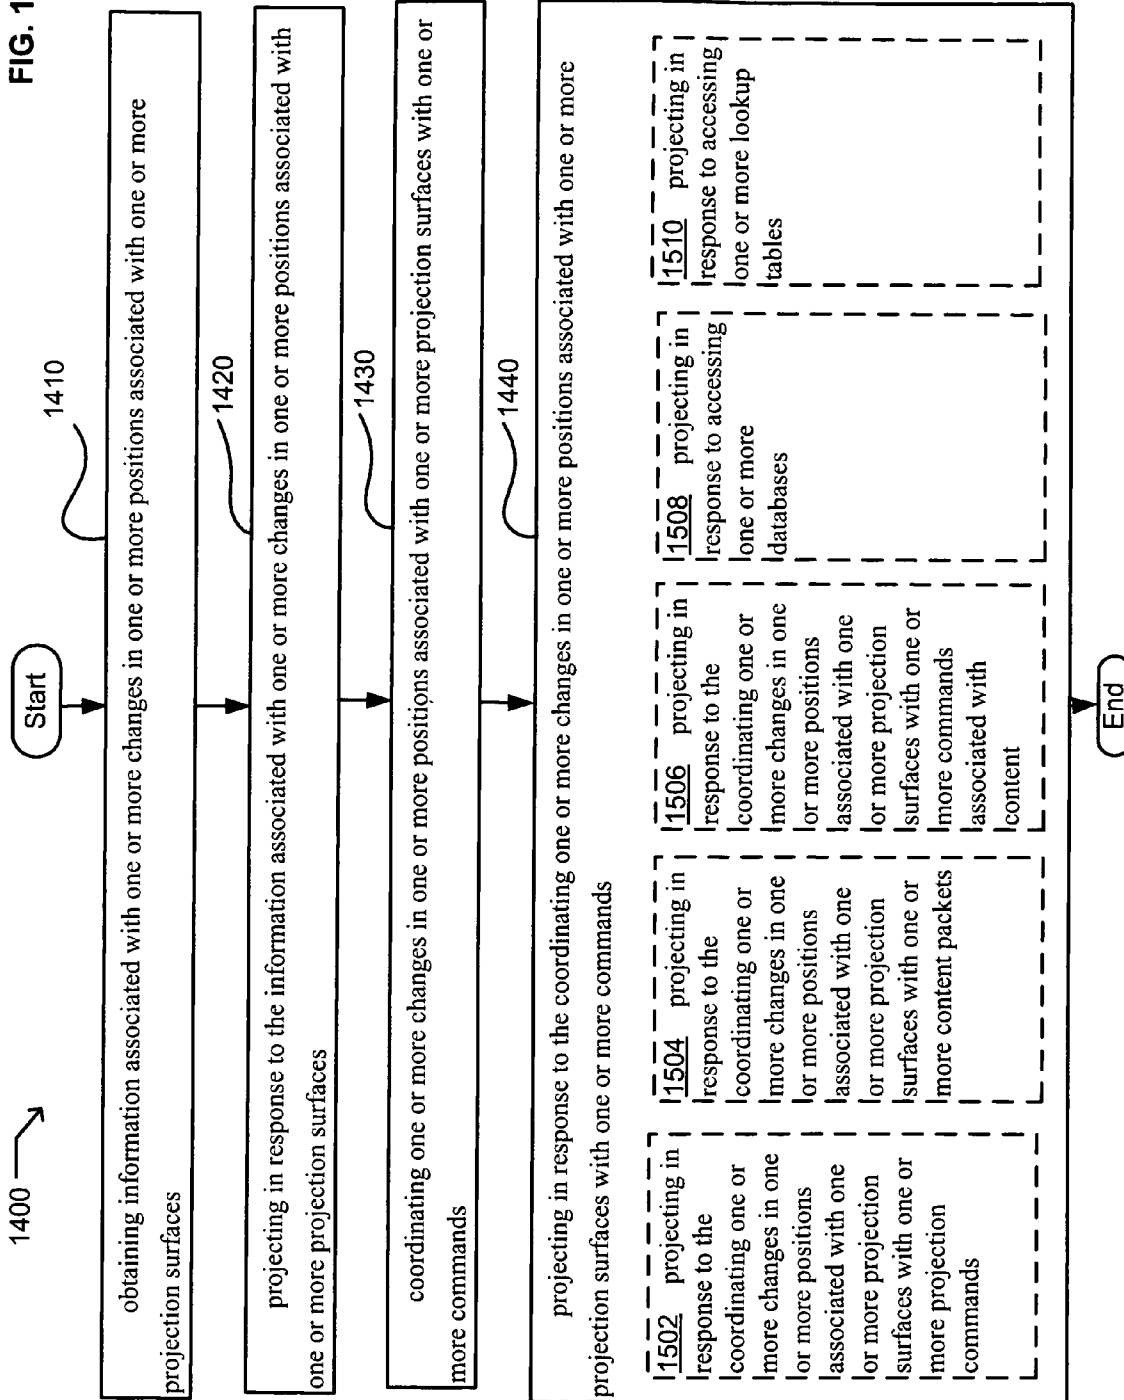 FIG. 1
1400
Start
1410
obtaining information associated with one or more changes in one or more positions associated with one or more
projection surfaces
1420
projecting in response to the information associated with one or more changes in one or more positions associated with
one or more projection surfaces
1430
coordinating one or more changes in one or more positions associated with one or more projection surfaces with one or
more commands
1440
projecting in response to the coordinating one or more changes in one or more positions associated with one or more
projection surfaces with one or more commands
1502 projecting in
response to the
coordinating one or
more changes in one
or more positions
associated with one
or more projection
surfaces with one or
more projection
commands
1504 projecting in
response to the
coordinating one or
more changes in one
or more positions
associated with one
or more projection
surfaces with one or
more content packets
1506 projecting in
response to the
coordinating one or
more changes in one
or more positions
associated with one
or more projection
surfaces with one or
more commands
associated with
content
1508 projecting in
response to accessing
one or more
databases
1510 projecting in
response to accessing
one or more lookup
tables
End